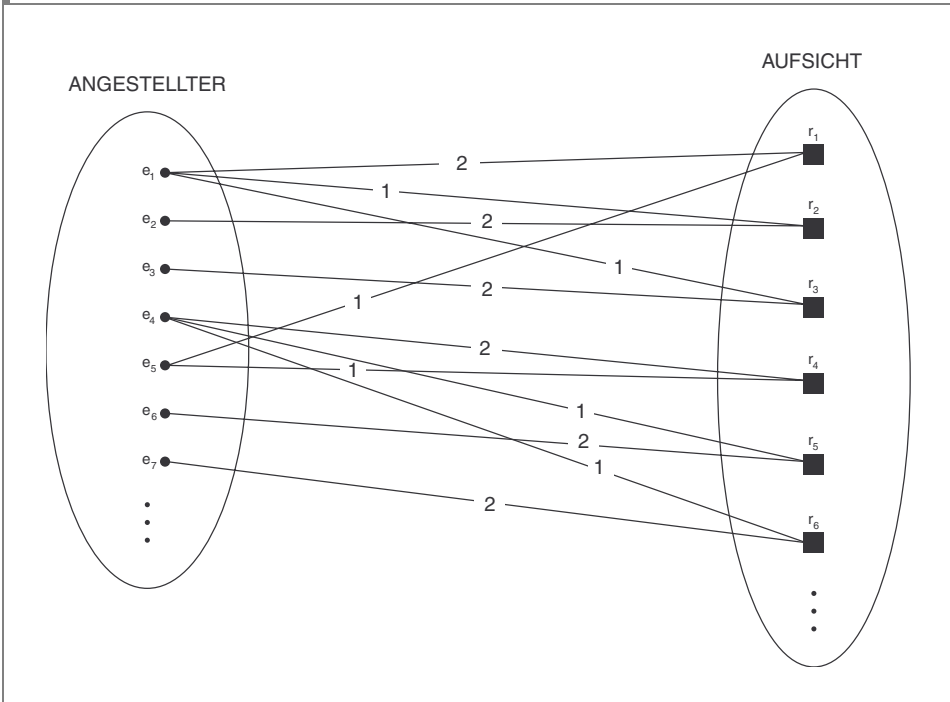 AUFSICHT
ANGESTELLTER
r1
2
e1
1
r2
e2
2
1
e3
2
r3
1
e4
2
r4
e5
1
1
e6
2
r5
1
e7
2
r6